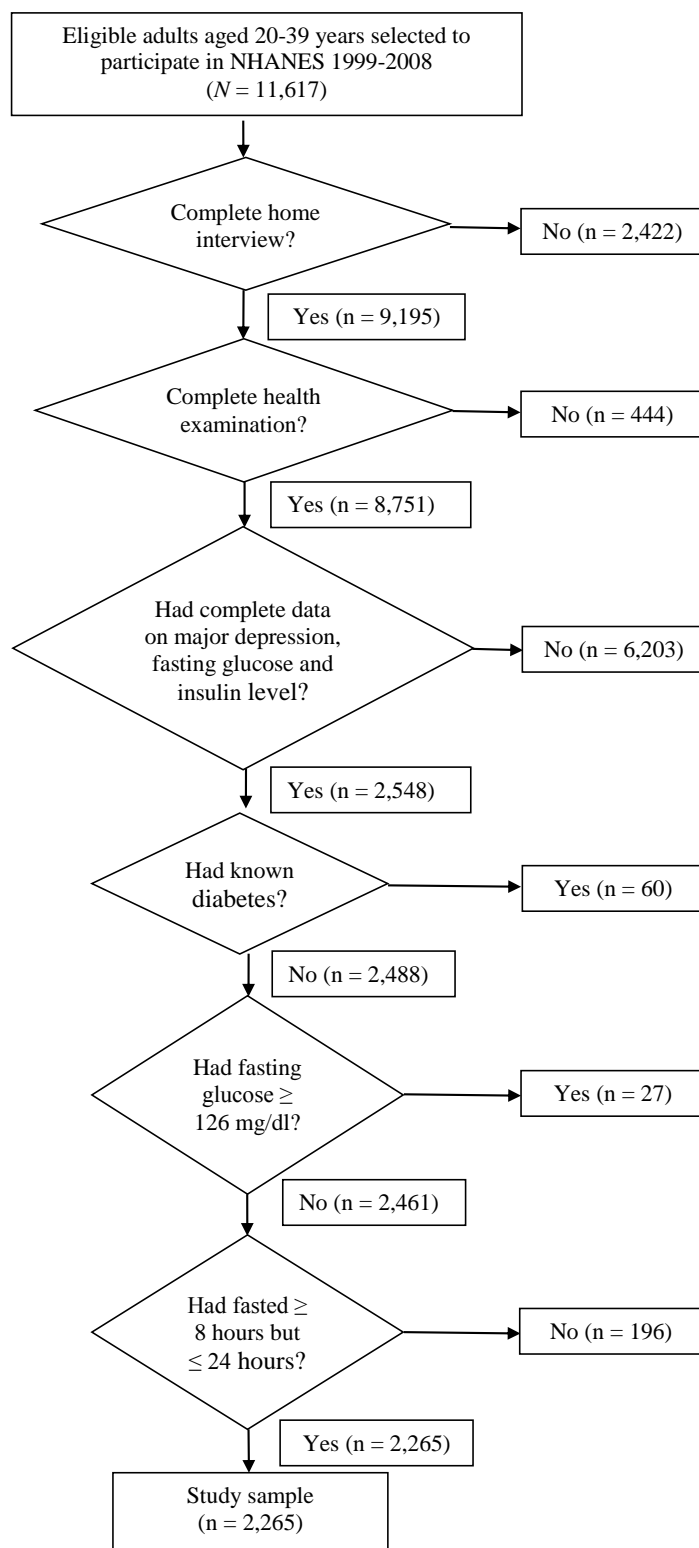 Eligible adults aged 20-39 years selected to
participate in NHANES 1999-2008
(N = 11,617)
Complete home
interview?
No (n = 2,422)
Yes (n = 9,195)
Complete health
examination?
No (n = 444)
Yes (n = 8,751)
Had complete data
on major depression,
fasting glucose and
insulin level?
No (n = 6,203)
Yes (n = 2,548)
Had known
diabetes?
Yes (n = 60)
No (n = 2,488)
Had fasting
glucose ≥
126 mg/dl?
Yes (n = 27)
No (n = 2,461)
Had fasted ≥
8 hours but
≤ 24 hours?
No (n = 196)
Yes (n = 2,265)
Study sample
(n = 2,265)